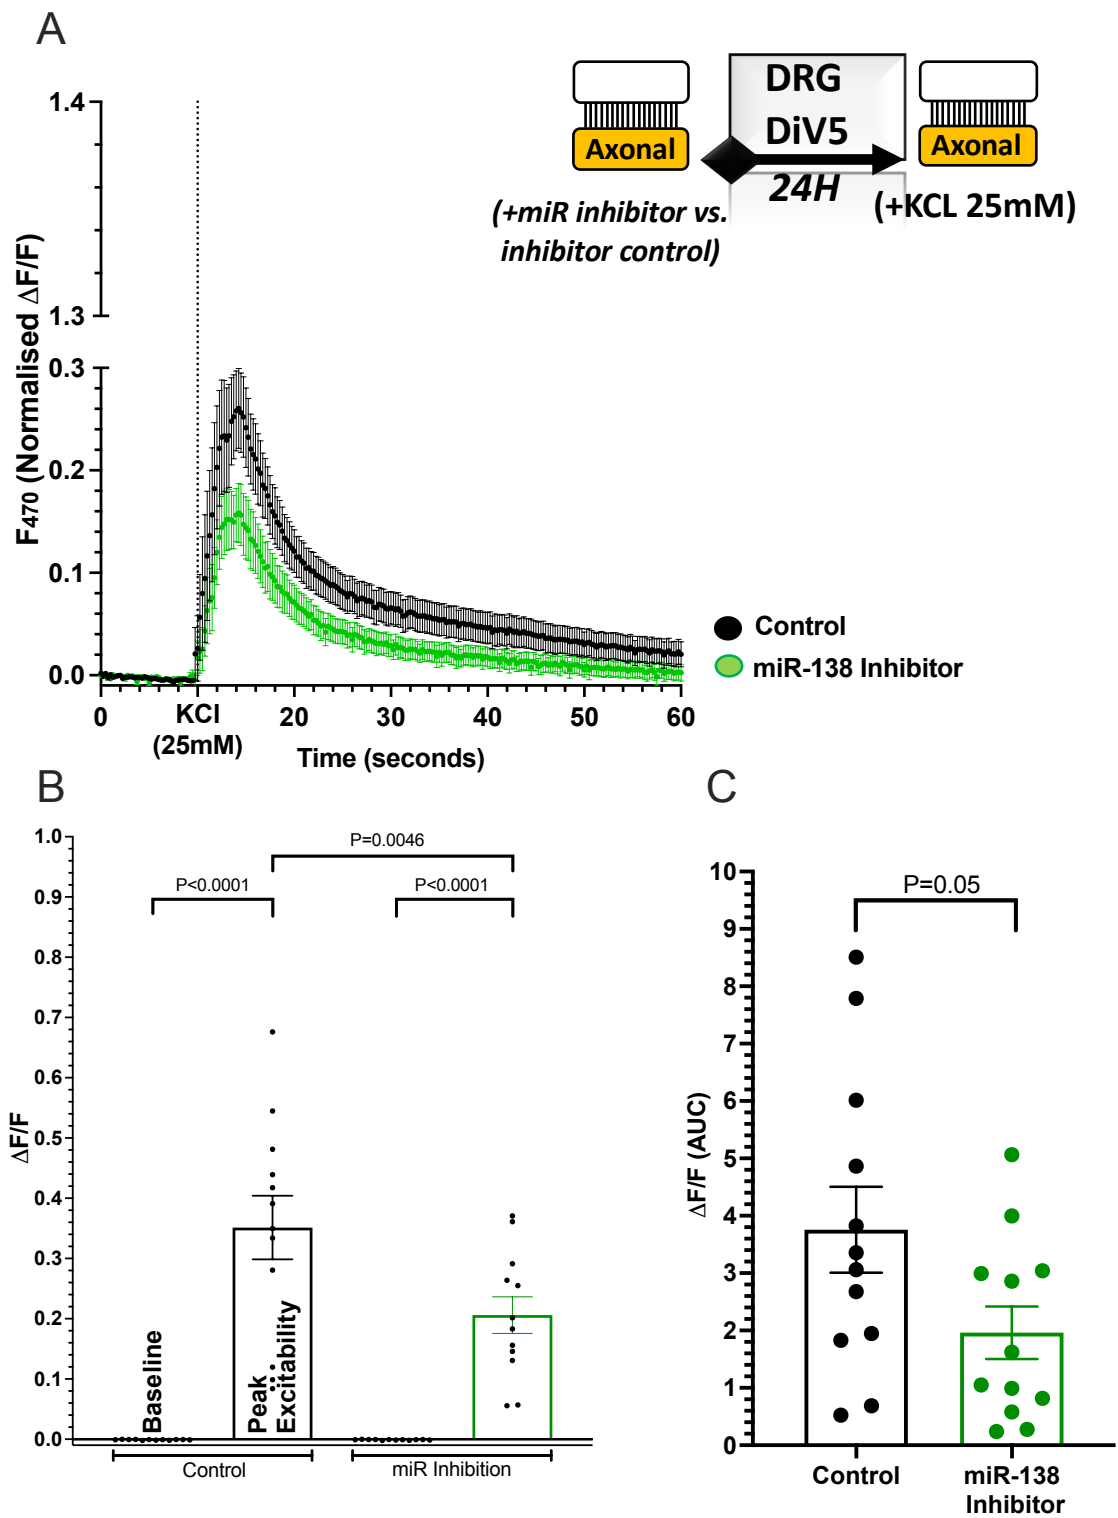 A
DRG
DiV5
24H
Axonal
Axonal
(+miR inhibitor vs.
inhibitor control)
(+KCL 25mM)
F470 (Normalised ΔF/F)
1.4
1.3
0.3
0.2
0.1
0.0
0
KCl
(25mM)
20
30
40
50
60
Time (seconds)
Control
miR-138 Inhibitor
B
ΔF/F
1.0
0.9
0.8
0.7
0.6
0.5
0.4
0.3
0.2
0.1
0.0
P=0.0046
P<0.0001
P<0.0001
Baseline
Peak
Excitability
Control
miR Inhibition
C
ΔF/F (AUC)
10
9
8
7
6
5
4
3
2
1
0
P=0.05
Control
miR-138
Inhibitor